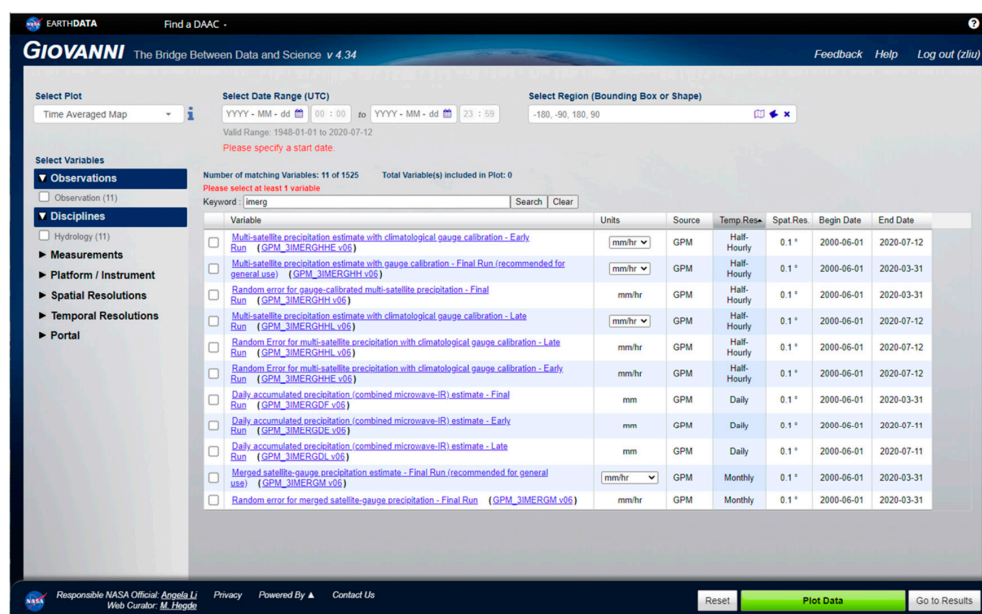 EARTHDATA Find a DAAC
GIOVANNI The Bridge Between Data and Science v 4.34 Feedback Help Log out (zliu)
Select Plot Select Date Range (UTC) Select Region (Bounding Box or Shape)
Time Averaged Map YYYY - MM - dd 00 : 00 to YYYY - MM - dd 23 : 59 -180, -90, 180, 90
Valid Range: 1948-01-01 to 2020-07-12
Please specify a start date.
Select Variables
Observations
Observation (11)
Disciplines
Hydrology (11)
Measurements
Platform / Instrument
Spatial Resolutions
Temporal Resolutions
Portal
Number of matching Variables: 11 of 1525 Total Variable(s) included in Plot: 0
Please select at least 1 variable
Keyword : imerg Search Clear
Variable Units Source Temp.Res Spat.Res. Begin Date End Date
Multi-satellite precipitation estimate with climatological gauge calibration - Early
Run (GPM_3IMERGHHE v06) mm/hr GPM Half-Hourly 0.1 ° 2000-06-01 2020-07-12
Multi-satellite precipitation estimate with gauge calibration - Final Run (recommended for
general use) (GPM_3IMERGHH v06) mm/hr GPM Half-Hourly 0.1 ° 2000-06-01 2020-03-31
Random error for gauge-calibrated multi-satellite precipitation - Final
Run (GPM_3IMERGHH v06) mm/hr GPM Half-Hourly 0.1 ° 2000-06-01 2020-03-31
Multi-satellite precipitation estimate with climatological gauge calibration - Late
Run (GPM_3IMERGHHL v06) mm/hr GPM Half-Hourly 0.1 ° 2000-06-01 2020-07-12
Random Error for multi-satellite precipitation with climatological gauge calibration - Late
Run (GPM_3IMERGHHL v06) mm/hr GPM Half-Hourly 0.1 ° 2000-06-01 2020-07-12
Random Error for multi-satellite precipitation with climatological gauge calibration - Early
Run (GPM_3IMERGHHE v06) mm/hr GPM Half-Hourly 0.1 ° 2000-06-01 2020-07-12
Daily accumulated precipitation (combined microwave-IR) estimate - Final
Run (GPM_3IMERGDF v06) mm GPM Daily 0.1 ° 2000-06-01 2020-03-31
Daily accumulated precipitation (combined microwave-IR) estimate - Early
Run (GPM_3IMERGDE v06) mm GPM Daily 0.1 ° 2000-06-01 2020-07-11
Daily accumulated precipitation (combined microwave-IR) estimate - Late
Run (GPM_3IMERGDL v06) mm GPM Daily 0.1 ° 2000-06-01 2020-07-11
Merged satellite-gauge precipitation estimate - Final Run (recommended for general
use) (GPM_3IMERGM v06) mm/hr GPM Monthly 0.1 ° 2000-06-01 2020-03-31
Random error for merged satellite-gauge precipitation - Final Run (GPM_3IMERGM v06) mm/hr GPM Monthly 0.1 ° 2000-06-01 2020-03-31
NASA Responsible NASA Official: Angela Li Privacy Powered By ▲ Contact Us
Web Curator: M. Hegde
Reset Plot Data Go to Results